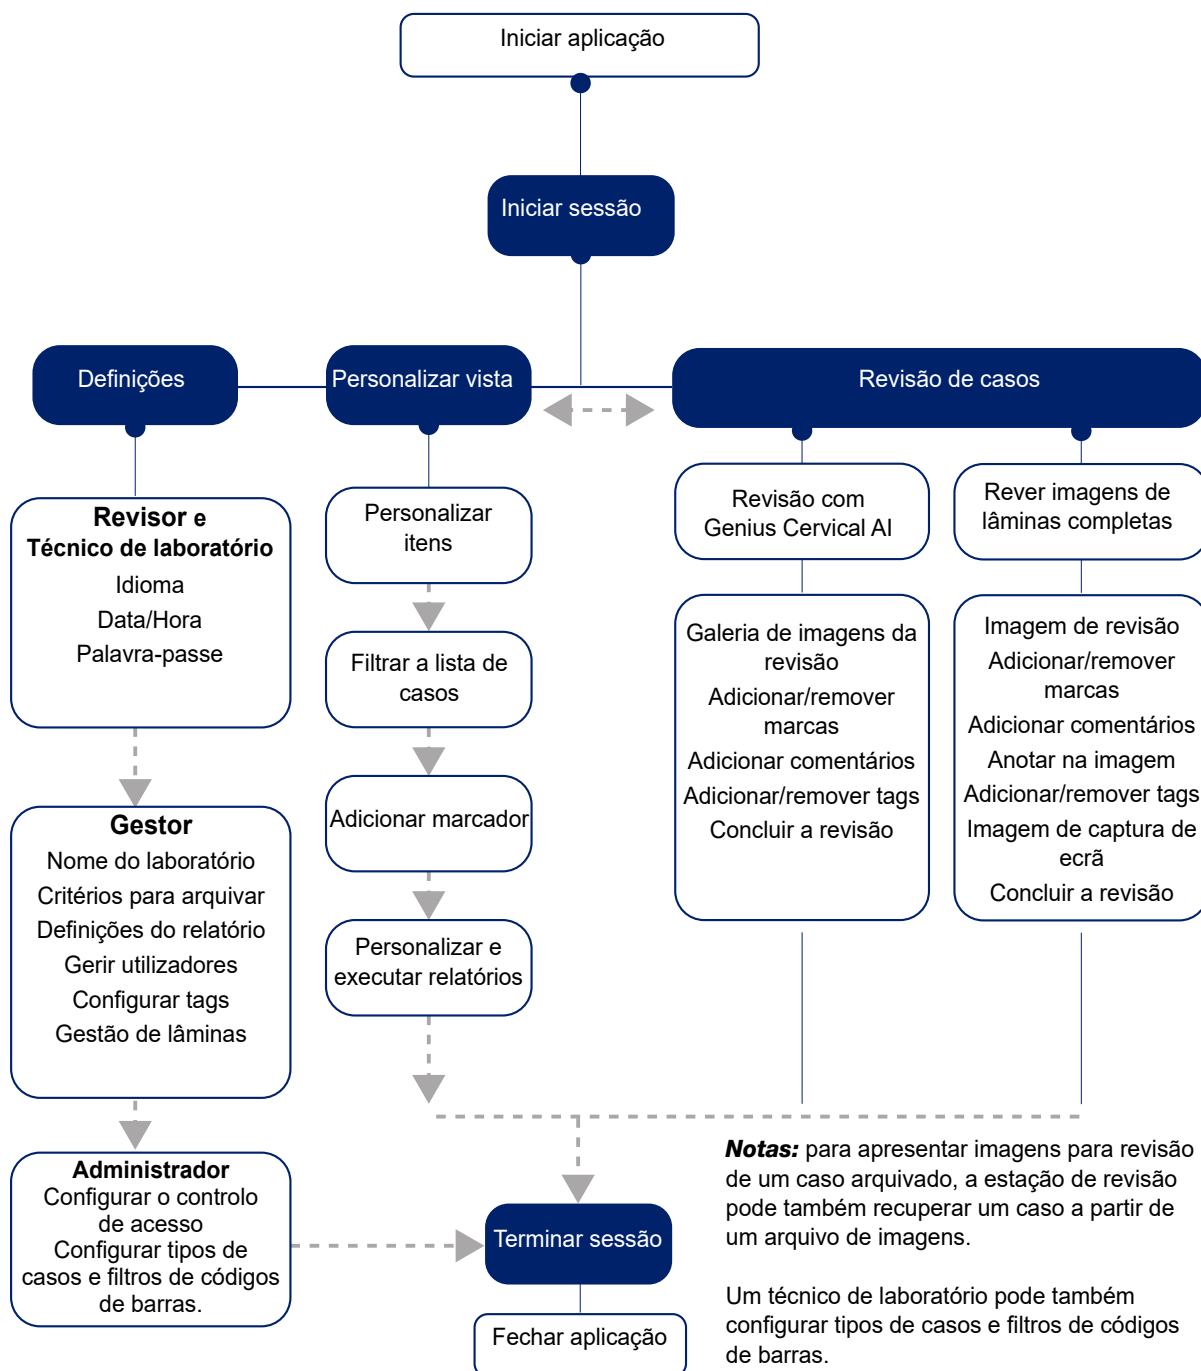 Iniciar aplicação
Iniciar sessão
Definições
Personalizar vista
Revisão de casos
Revisor e
Técnico de laboratório
Idioma
Data/Hora
Palavra-passe
Gestor
Nome do laboratório
Critérios para arquivar
Definições do relatório
Gerir utilizadores
Configurar tags
Gestão de lâminas
Administrador
Configurar o controlo
de acesso
Configurar tipos de
casos e filtros de códigos
de barras.
Personalizar
itens
Filtrar a lista de
casos
Adicionar marcador
Personalizar e
executar relatórios
Revisão com
Genius Cervical AI
Galeria de imagens da
revisão
Adicionar/remover
marcas
Adicionar comentários
Adicionar/remover tags
Concluir a revisão
Rever imagens de
lâminas completas
Imagem de revisão
Adicionar/remover
marcas
Adicionar comentários
Anotar na imagem
Adicionar/remover tags
Imagem de captura de
ecrã
Concluir a revisão
Terminar sessão
Fechar aplicação
Notas: para apresentar imagens para revisão
de um caso arquivado, a estação de revisão
pode também recuperar um caso a partir de
um arquivo de imagens.
Um técnico de laboratório pode também
configurar tipos de casos e filtros de códigos
de barras.